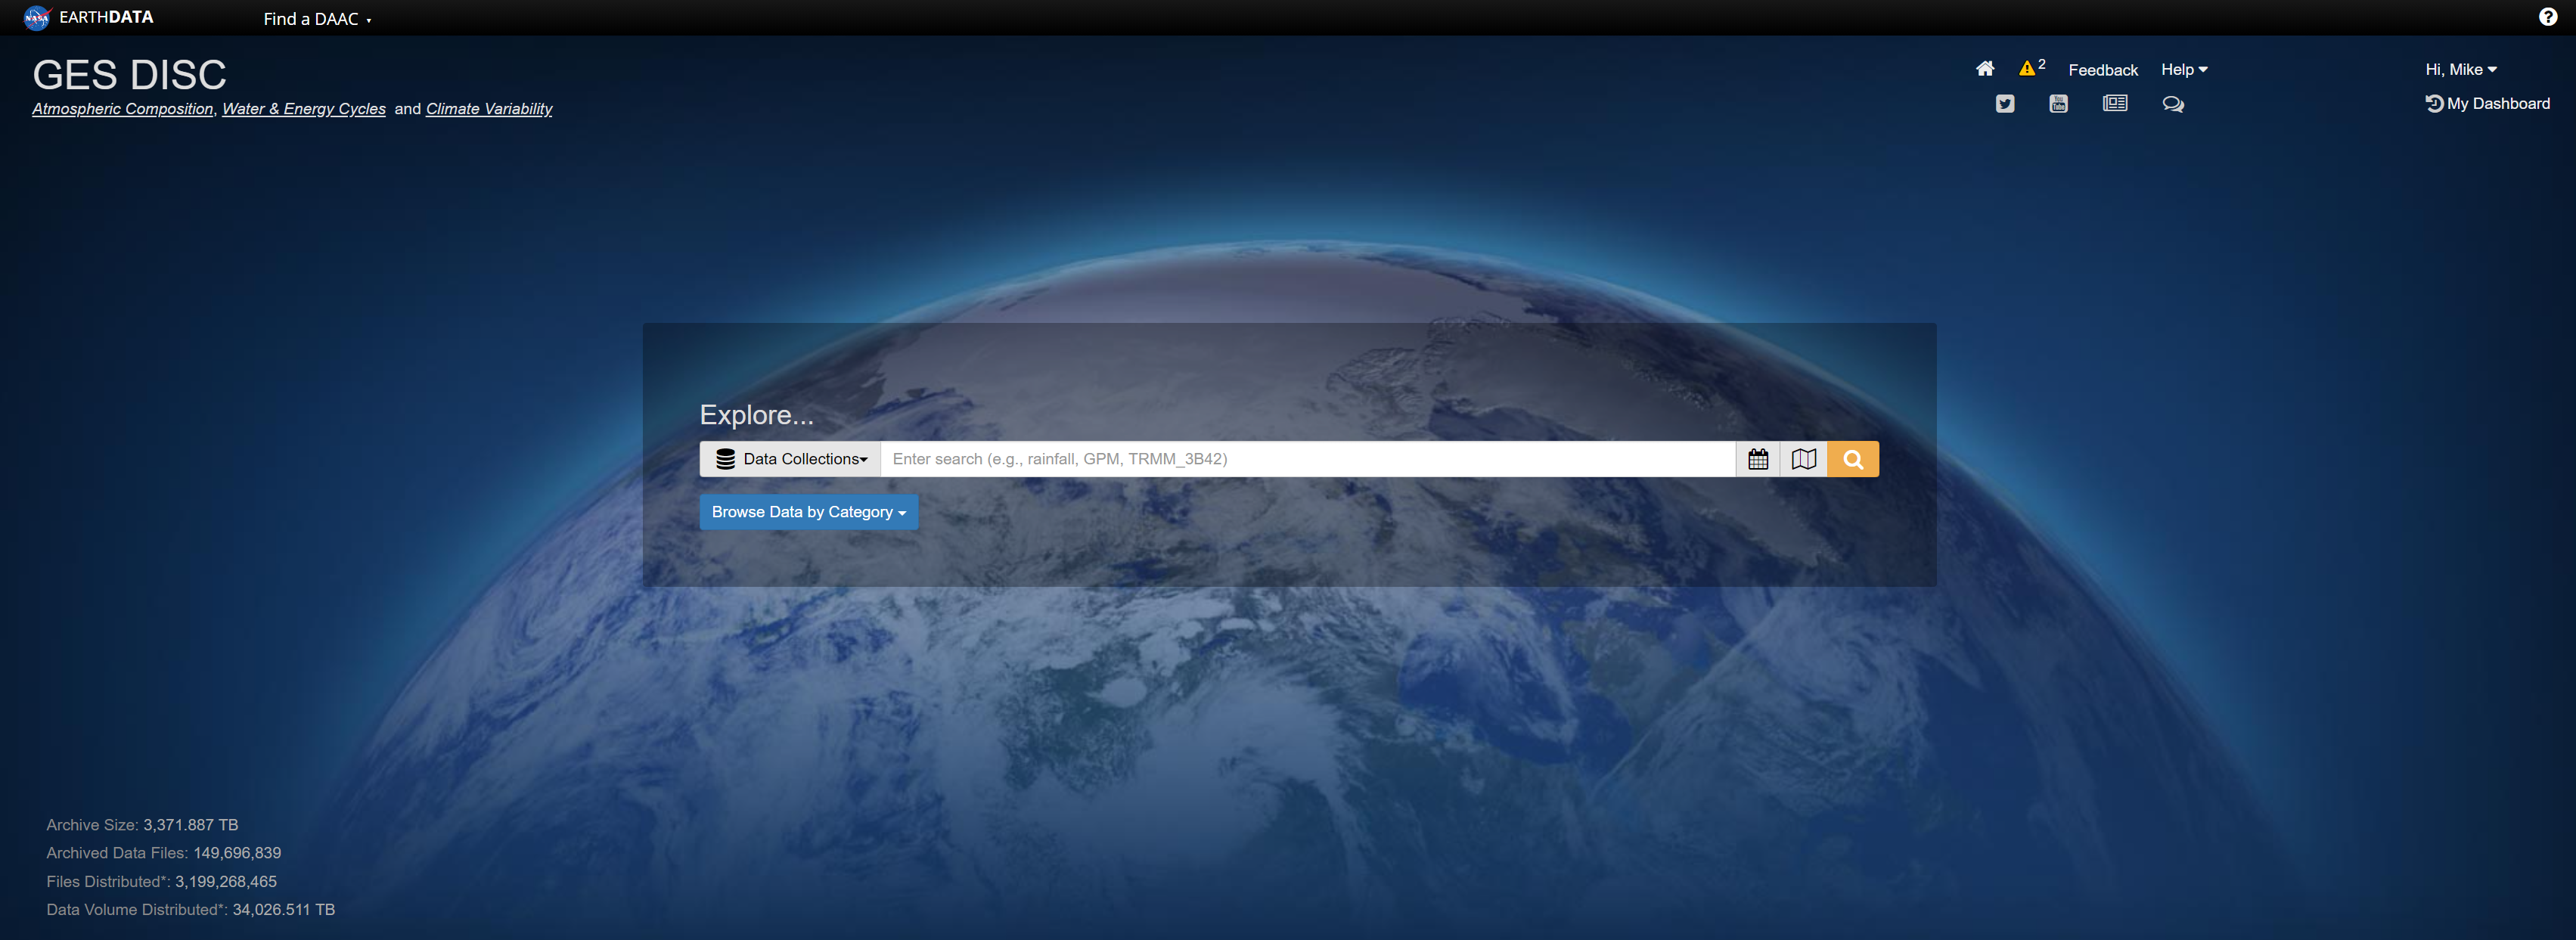 NASA EARTHDATA Find a DAAC
GES DISC
Atmospheric Composition, Water & Energy Cycles and Climate Variability
2 Feedback Help Hi, Mike
You Tube
My Dashboard
Explore...
Data Collections Enter search (e.g., rainfall, GPM, TRMM_3B42)
Browse Data by Category
Archive Size: 3,371.887 TB
Archived Data Files: 149,696,839
Files Distributed*: 3,199,268,465
Data Volume Distributed*: 34,026.511 TB